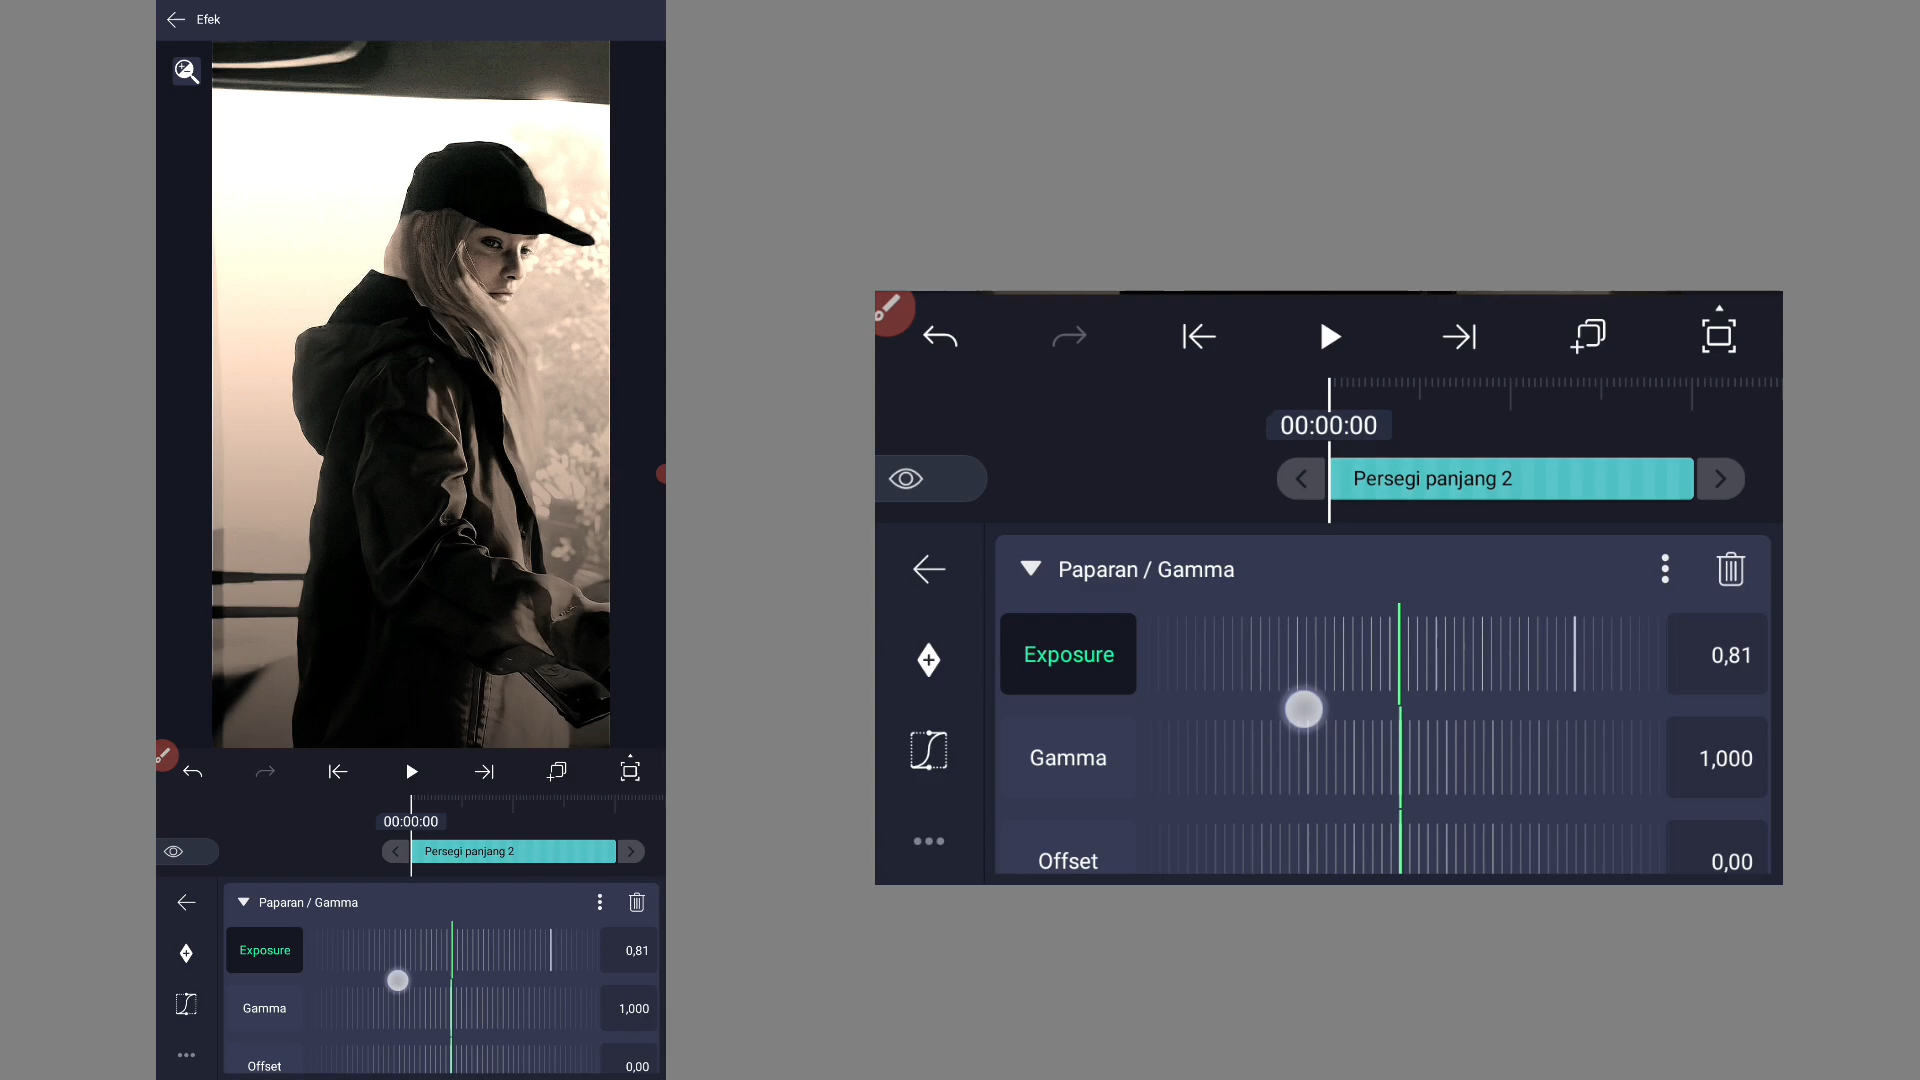 Efek
00:00:00
Persegi panjang 2
Paparan / Gamma
Exposure
0,81
Gamma
1,000
Offset
0,00
00:00:00
Persegi panjang 2
Paparan / Gamma
Exposure
0,81
Gamma
1,000
Offset
0,00